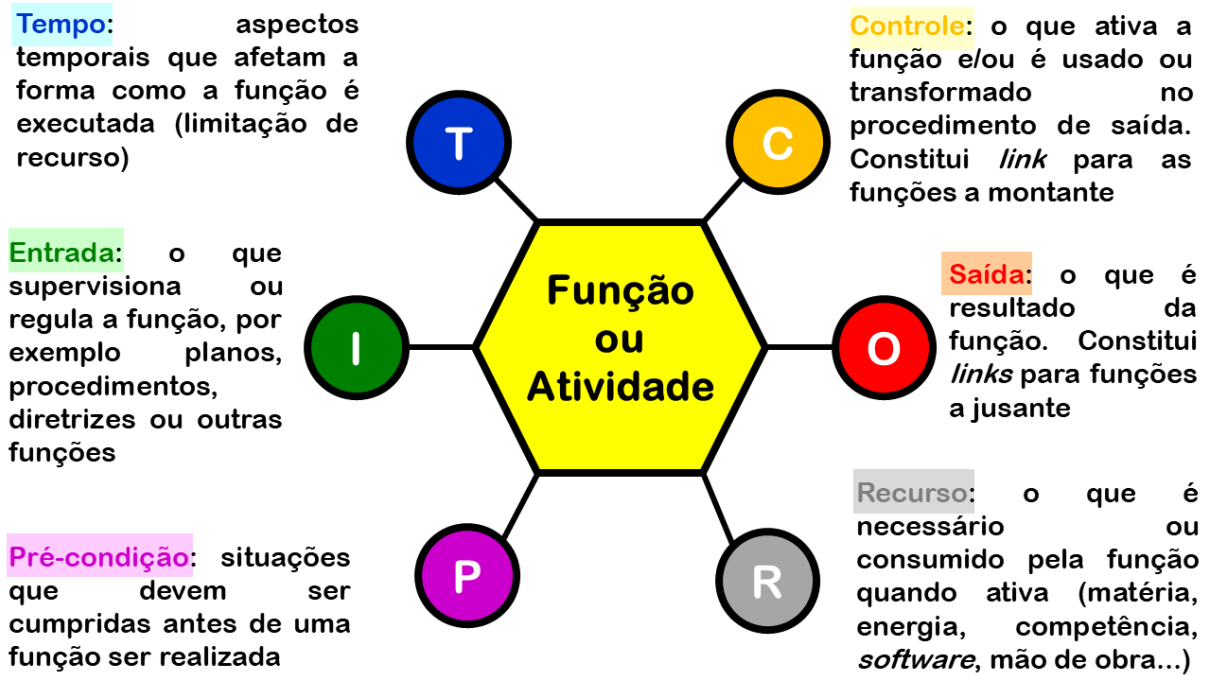 Tempo: aspectos
temporais que afetam a
forma como a função é
executada (limitação de
recurso)
Controle: o que ativa a
função e/ou é usado ou
transformado no
procedimento de saída.
Constitui link para as
funções a montante
T
C
Entrada: o que
supervisiona ou
regula a função, por
exemplo planos,
procedimentos,
diretrizes ou outras
funções
I
Função
ou
Atividade
O
Saída: o que é
resultado da
função. Constitui
links para funções
a jusante
Pré-condição: situações
que devem ser
cumpridas antes de uma
função ser realizada
P
R
Recurso: o que é
necessário ou
consumido pela função
quando ativa (matéria,
energia, competência,
software, mão de obra...)